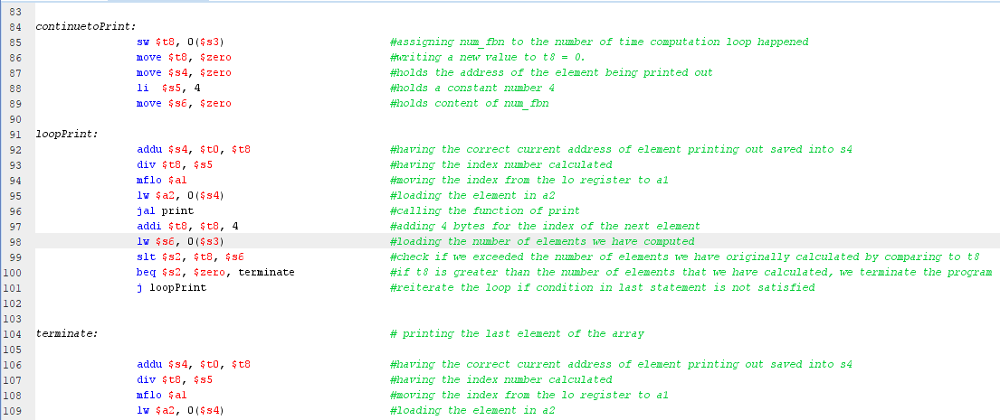 83
84 continuetoPrint:
85 sw $t8, 0($s3) #assigning num_fbn to the number of time computation loop happened
86 move $t8, $zero #writing a new value to t8 = 0.
87 move $s4, $zero #holds the address of the element being printed out
88 li $s5, 4 #holds a constant number 4
89 move $s6, $zero #holds content of num_fbn
90
91 loopPrint:
92 addu $s4, $t0, $t8 #having the correct current address of element printing out saved into s4
93 div $t8, $s5 #having the index number calculated
94 mflo $a1 #moving the index from the lo register to a1
95 lw $a2, 0($s4) #loading the element in a2
96 jal print #calling the function of print
97 addi $t8, $t8, 4 #adding 4 bytes for the index of the next element
98 lw $s6, 0($s3) #loading the number of elements we have computed
99 slt $s2, $t8, $s6 #check if we exceeded the number of elements we have originally calculated by comparing to t8
100 beq $s2, $zero, terminate #if t8 is greater than the number of elements that we have calculated, we terminate the program
101 j loopPrint #reiterate the loop if condition in last statement is not satisfied
102
103
104 terminate: # printing the last element of the array
105
106 addu $s4, $t0, $t8 #having the correct current address of element printing out saved into s4
107 div $t8, $s5 #having the index number calculated
108 mflo $a1 #moving the index from the lo register to a1
109 lw $a2, 0($s4) #loading the element in a2